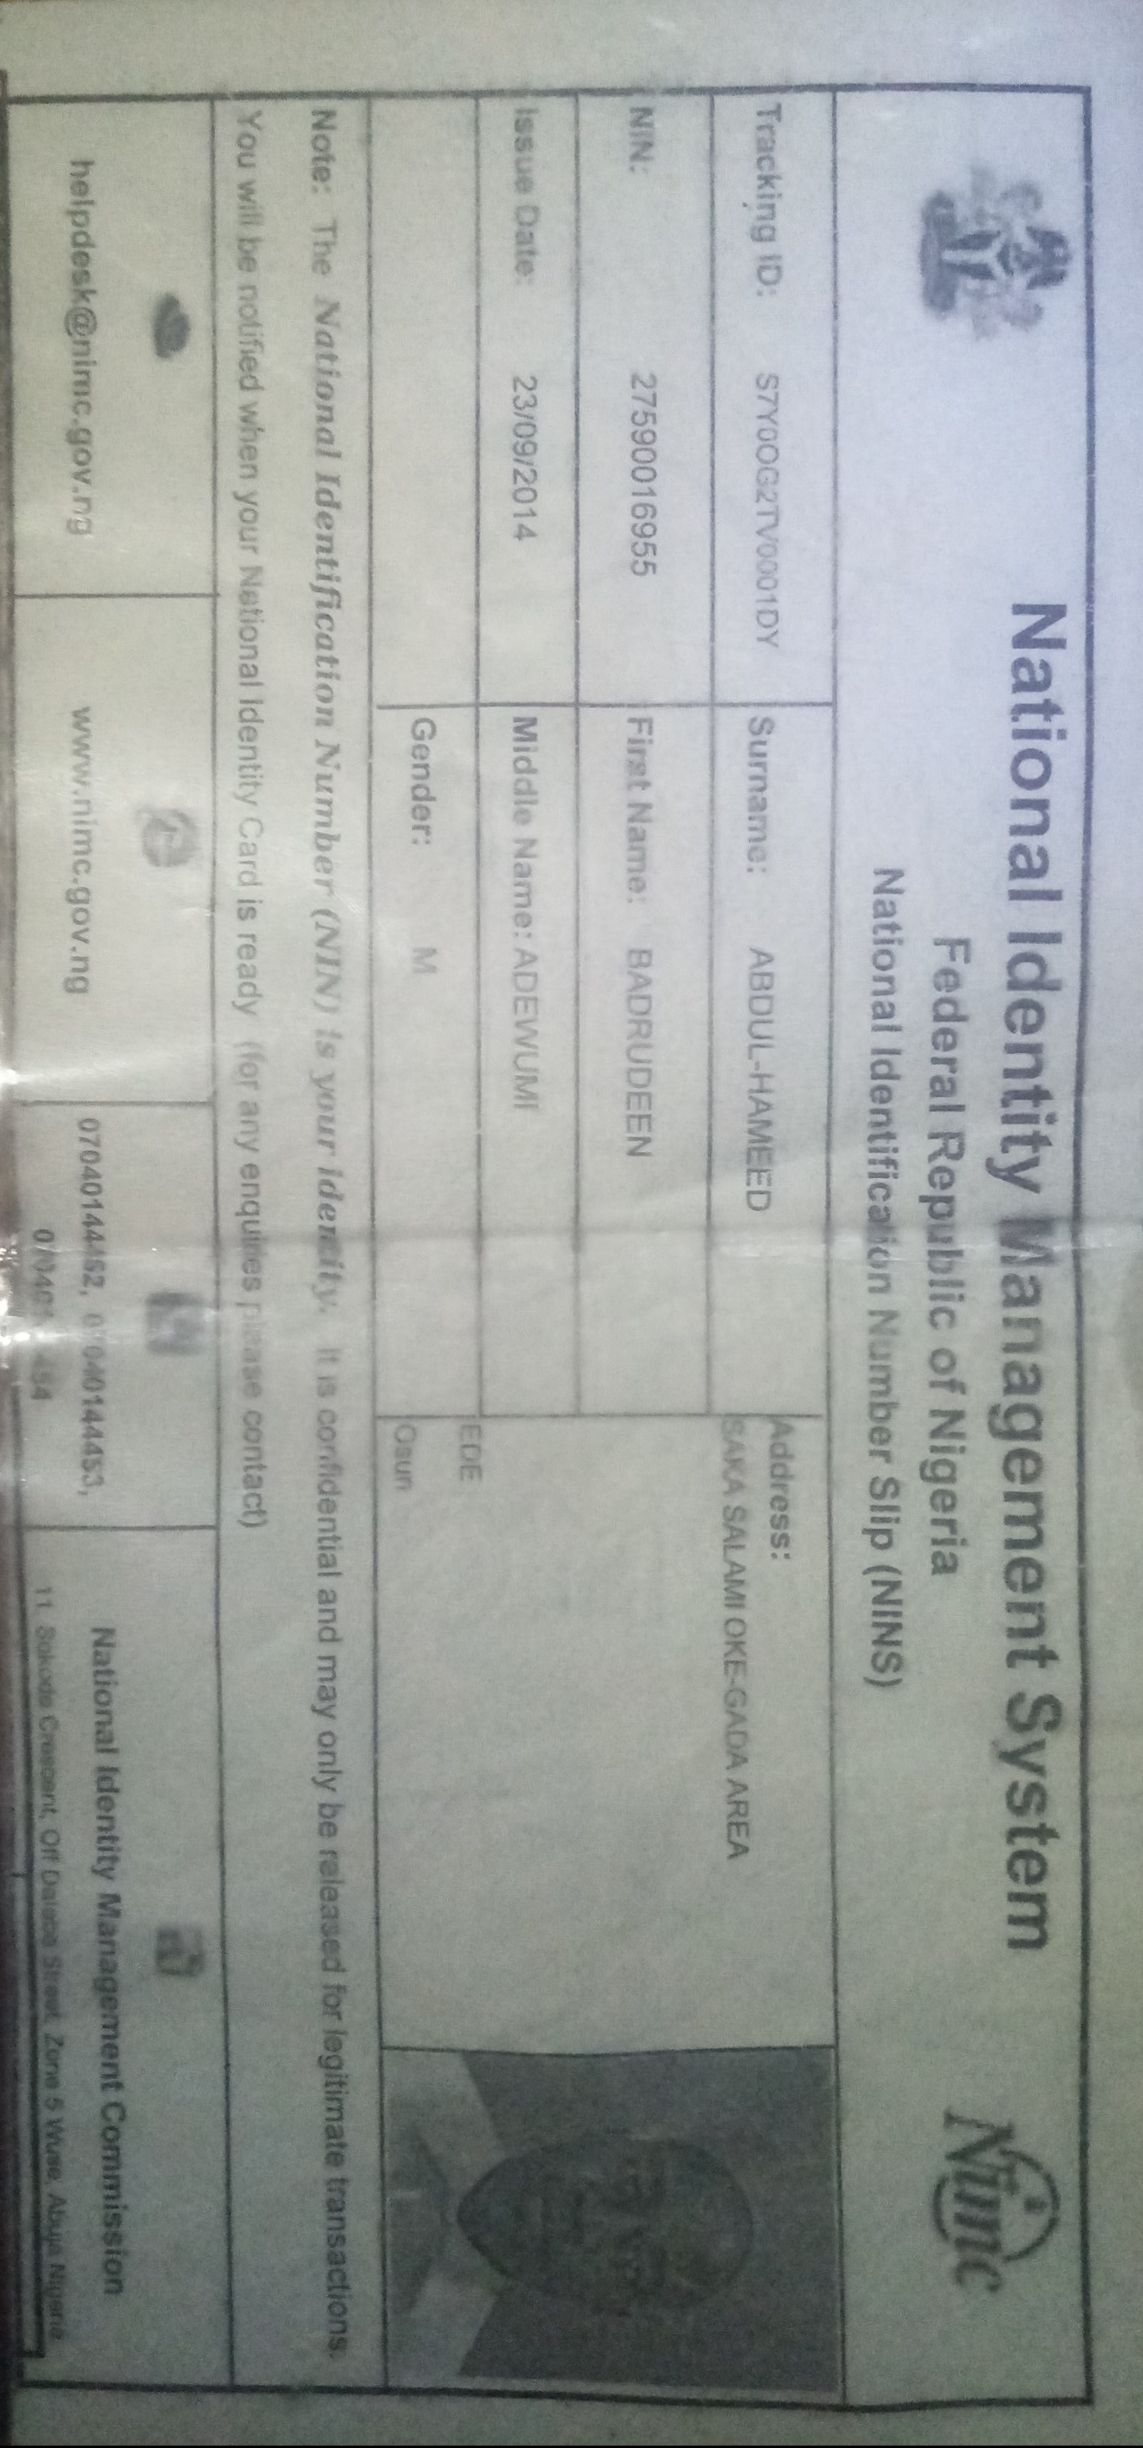 National Identity Management System
Federal Republic of Nigeria
National Identification Number Slip (NINS)
Nimc
Tracking ID: S7Y0OG2TV0001DY
Surname: ABDUL-HAMEED
Address:
SAKA SALAMI OKE-GADA AREA
NIN: 27590016955
First Name: BADRUDEEN
Issue Date: 23/09/2014
Middle Name: ADEWUMI
EDE
Gender: M
Osun
Note: The National Identification Number (NIN) is your identity. It is confidential and may only be released for legitimate transactions.
You will be notified when your National Identity Card is ready (for any enquiries please contact)
helpdesk@nimc.gov.ng
www.nimc.gov.ng
07040144452, 0704014453,
National Identity Management Commission
11, Sokode Crescent, Off Dalaba Street, Zone 5 Wuse, Abuja Nigeria